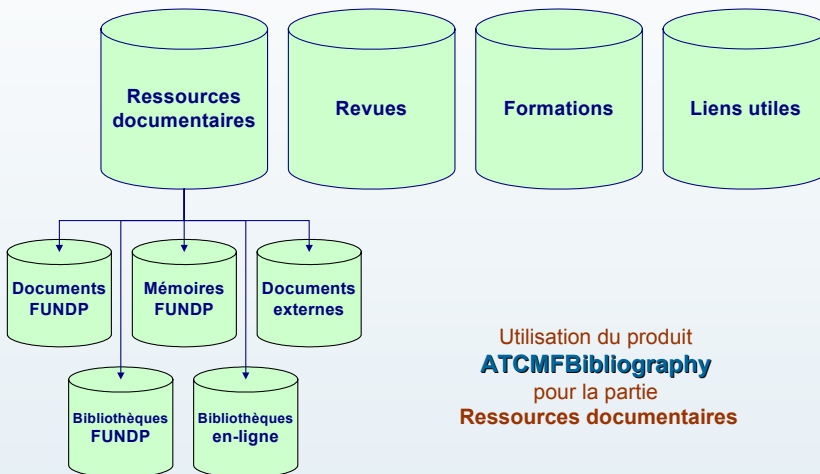 Ressources
documentaires
Revues
Formations
Liens utiles
Documents
FUNDP
Mémoires
FUNDP
Documents
externes
Bibliothèques
FUNDP
Bibliothèques
en-ligne
Utilisation du produit
ATCMFBibliography
pour la partie
Ressources documentaires